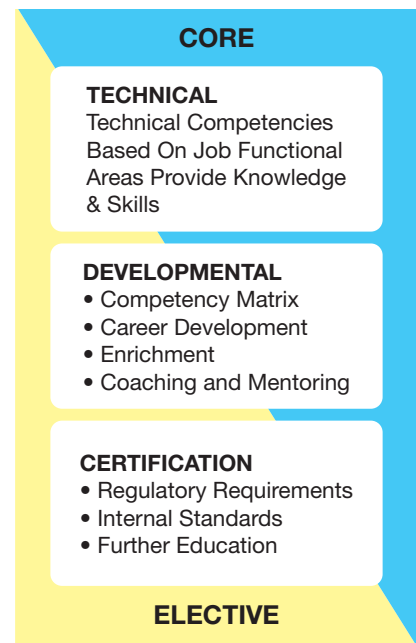 CORE
TECHNICAL
Technical Competencies
Based On Job Functional
Areas Provide Knowledge
& Skills
DEVELOPMENTAL
• Competency Matrix
• Career Development
• Enrichment
• Coaching and Mentoring
CERTIFICATION
• Regulatory Requirements
• Internal Standards
• Further Education
ELECTIVE